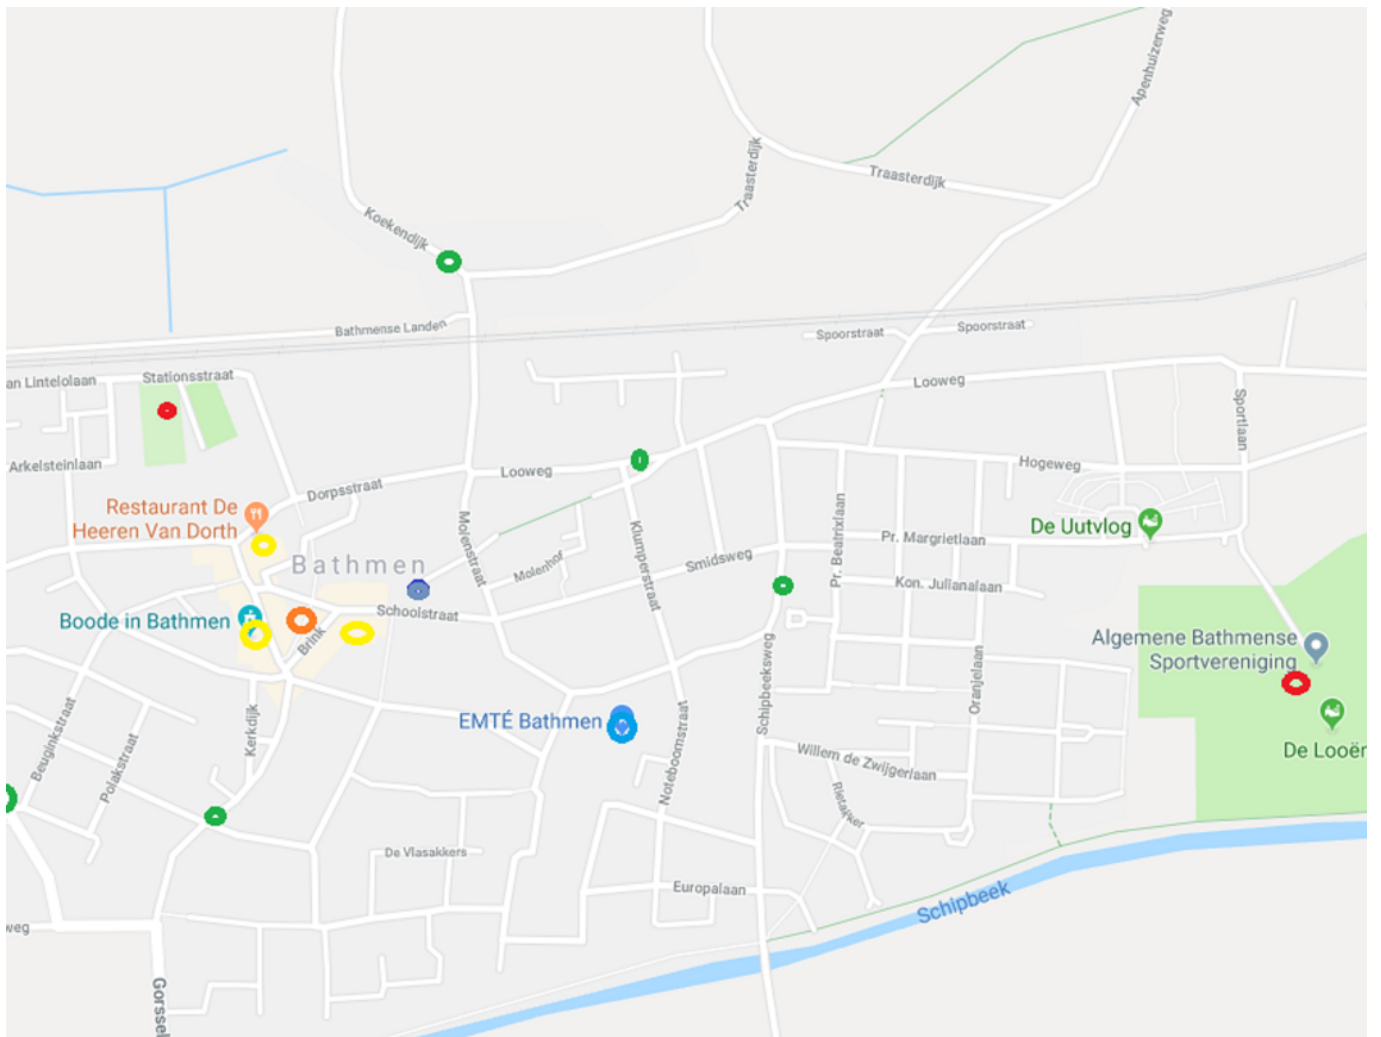 Apenhuizerweg
Traasterdijk
Traasterdijk
Koekendijk
Bathmense Landen
Spoorstraat
Spoorstraat
an Lintelolaan
Stationsstraat
Looweg
Sportlaan
Arkelsteinlaan
Looweg
Hogeweg
Dorpsstraat
Restaurant De
Heeren Van Dorth
Molenstraat
Klumperstraat
Pr. Beatrixlaan
De Uutvlog
Pr. Margrietlaan
Bathmen
Molenhof
Smidsweg
Kon. Julianalaan
Schoolstraat
Boode in Bathmen
Brink
Algemene Bathmense
Sportvereniging
Schipbeeksweg
Oranjelaan
Kerkdijk
Beuginkstraat
Polakstraat
EMTÉ Bathmen
Noteboomstraat
De Looër
Willem de Zwijgerlaan
Rietakker
De Vlasakkers
Europalaan
Schipbeek
weg
Gorssel